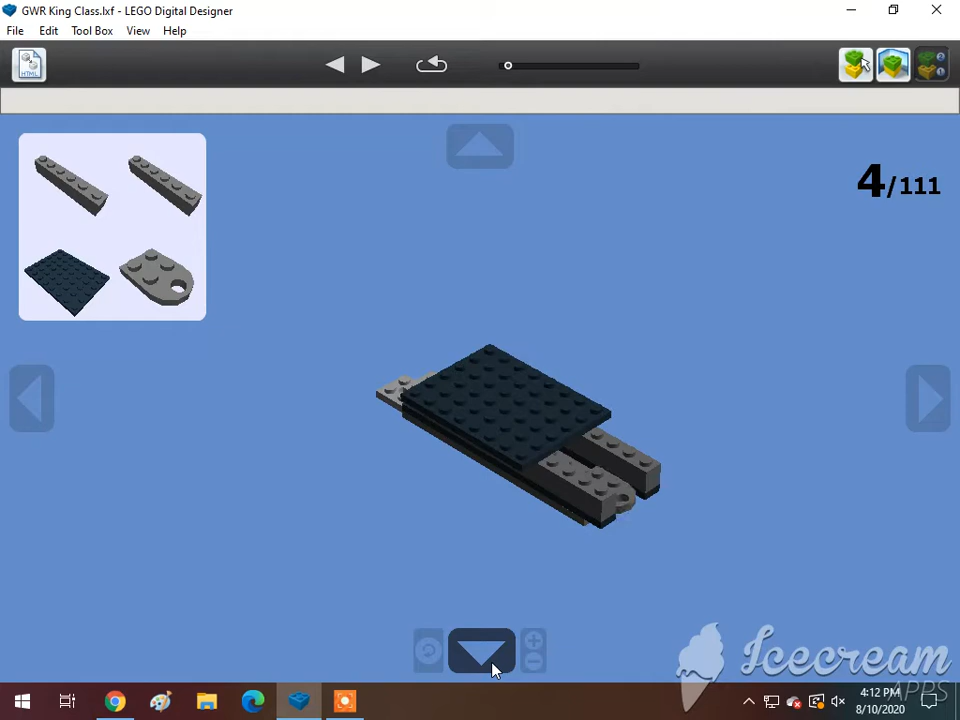 GWR King Class.lxf - LEGO Digital Designer
File Edit Tool Box View Help
HTML
4/111
Icecream
APPS
4:12 PM
8/10/2020